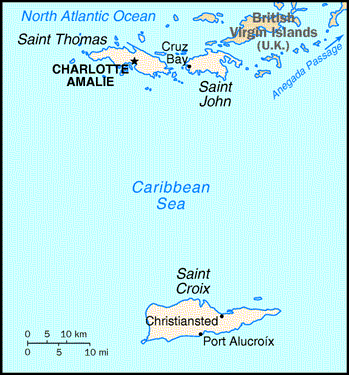 North Atlantic Ocean
British
Virgin Islands
(U.K.)
Saint Thomas
Cruz
Bay
Anegada Passage
CHARLOTTE
AMALIE
Saint
John
Caribbean
Sea
Saint
Croix
Christiansted
Port Alucroix
0 5 10 km
0 5 10 mi